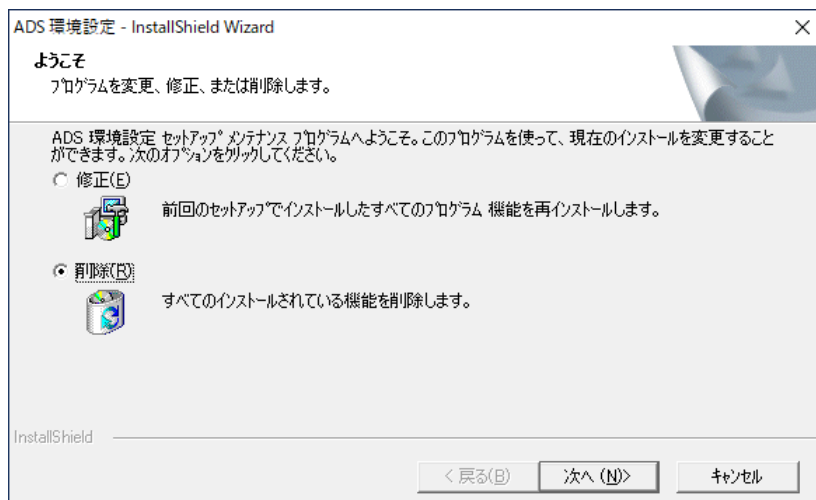 ADS 環境設定 - InstallShield Wizard
ようこそ
プログラムを変更、修正、または削除します。
ADS 環境設定 セットアップ メンテナンス プログラムへようこそ。このプログラムを使って、現在のインストールを変更すること
ができます。次のオプションをクリックしてください。
修正(E)
前回のセットアップでインストールしたすべてのプログラム 機能を再インストールします。
削除(R)
すべてのインストールされている機能を削除します。
InstallShield
< 戻る(B)
次へ (N)>
キャンセル